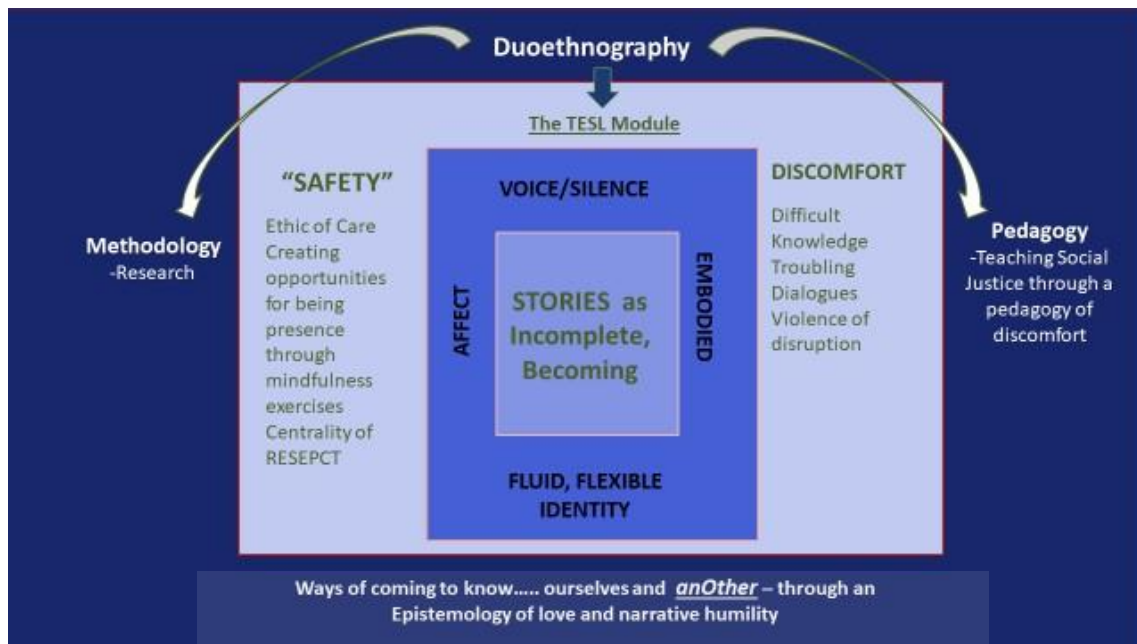 Duoethnography
The TESL Module
"SAFETY"
Ethic of Care
Creating
opportunities
for being
presence
through
mindfulness
exercises
Centrality of
RESEPCT
VOICE/SILENCE
AFFECT
EMBODIED
STORIES as
Incomplete,
Becoming
FLUID, FLEXIBLE
IDENTITY
DISCOMFORT
Difficult
Knowledge
Troubling
Dialogues
Violence of
disruption
Methodology
-Research
Pedagogy
-Teaching Social
Justice through a
pedagogy of
discomfort
Ways of coming to know..... ourselves and anOther – through an
Epistemology of love and narrative humility